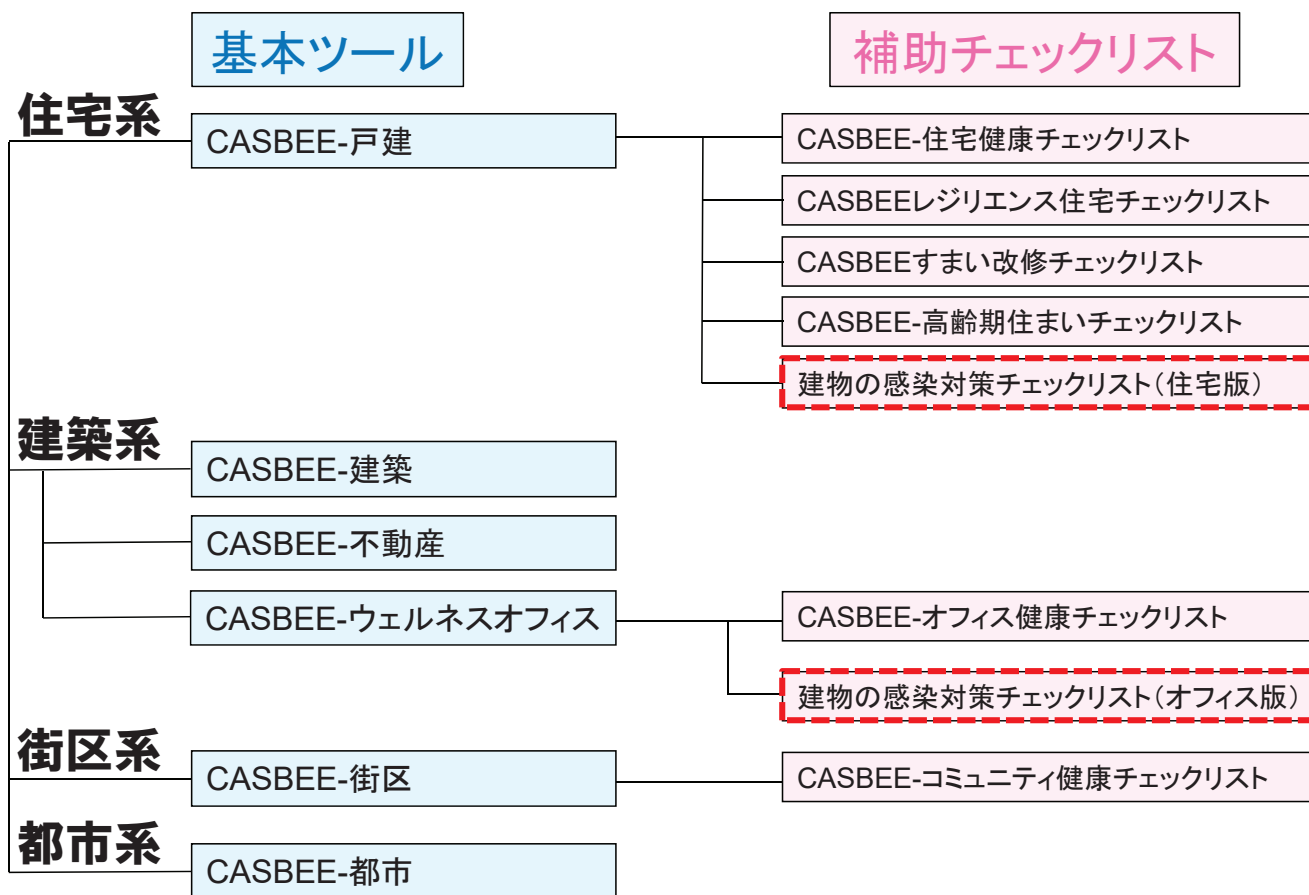 基本ツール
補助チェックリスト
住宅系
CASBEE-戸建
CASBEE-住宅健康チェックリスト
CASBEEレジリエンス住宅チェックリスト
CASBEEすまい改修チェックリスト
CASBEE-高齢期住まいチェックリスト
建物の感染対策チェックリスト(住宅版)
建築系
CASBEE-建築
CASBEE-不動産
CASBEE-ウェルネスオフィス
CASBEE-オフィス健康チェックリスト
建物の感染対策チェックリスト(オフィス版)
街区系
CASBEE-街区
CASBEE-コミュニティ健康チェックリスト
都市系
CASBEE-都市